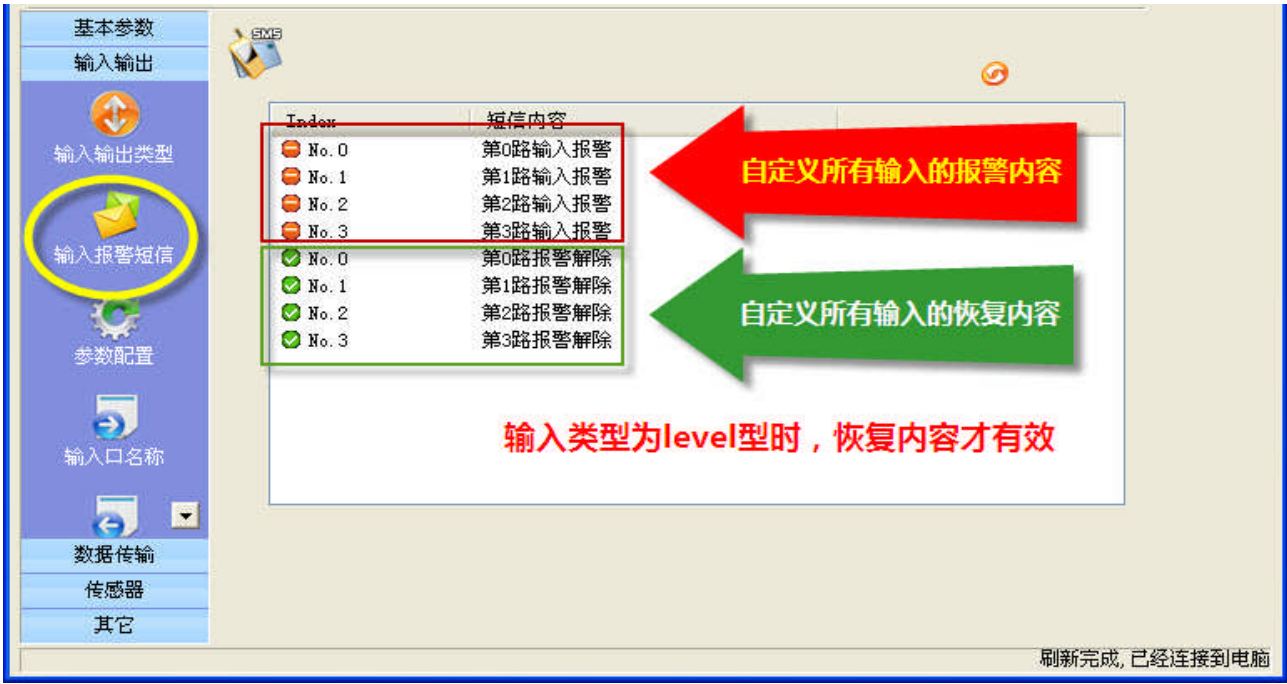 基本参数
输入输出
输入输出类型
输入报警短信
参数配置
输入口名称
数据传输
传感器
其它
SMS
Index 短信内容
No. 0 第0路输入报警
No. 1 第1路输入报警
No. 2 第2路输入报警
No. 3 第3路输入报警
No. 0 第0路报警解除
No. 1 第1路报警解除
No. 2 第2路报警解除
No. 3 第3路报警解除
自定义所有输入的报警内容
自定义所有输入的恢复内容
输入类型为level型时，恢复内容才有效
刷新完成, 已经连接到电脑